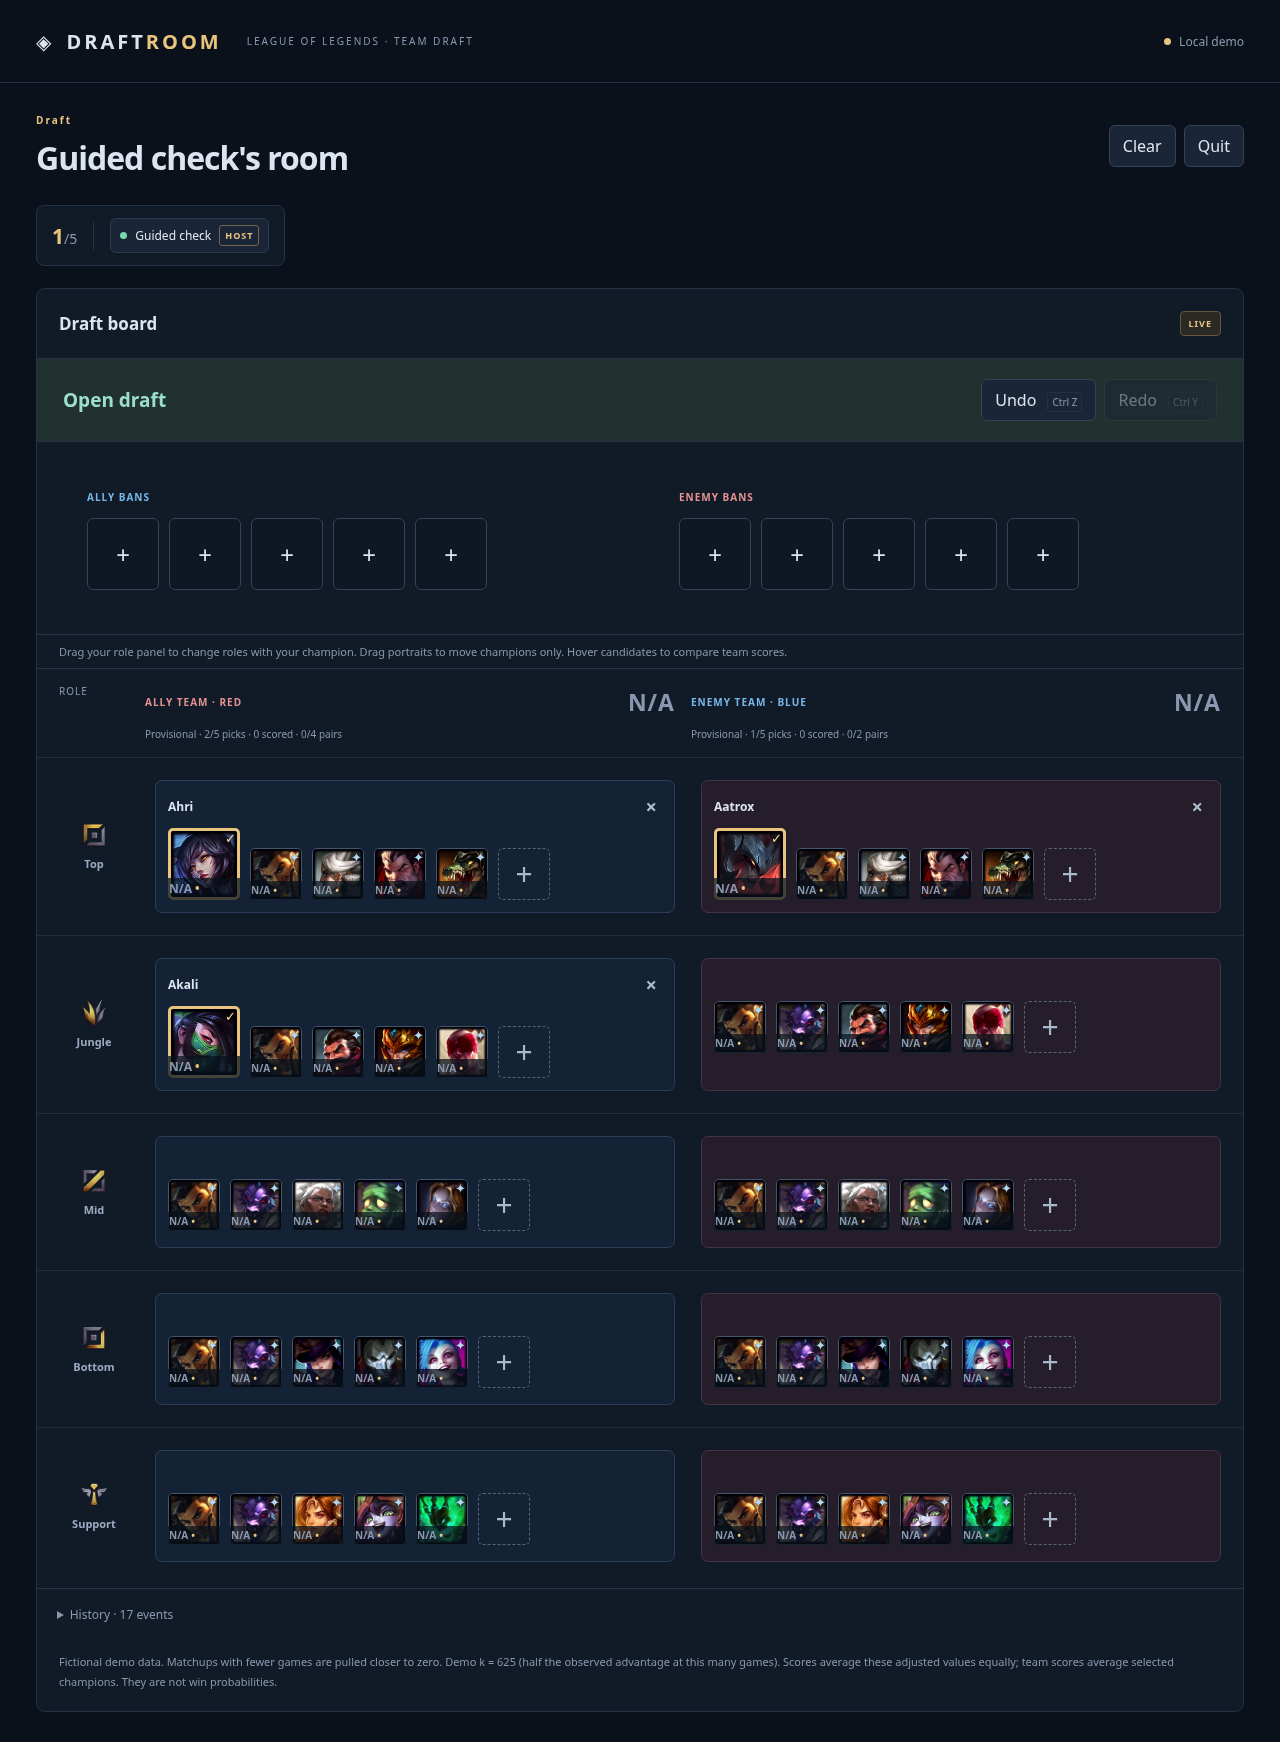 ◈ DRAFTROOM LEAGUE OF LEGENDS · TEAM DRAFT Local demo
Draft
Guided check's room
Clear Quit
1/5 Guided check HOST
Draft board LIVE
Open draft Undo Ctrl Z Redo Ctrl Y
ALLY BANS ENEMY BANS
+ + + + + + + + + +
Drag your role panel to change roles with your champion. Drag portraits to move champions only. Hover candidates to compare team scores.
ROLE ALLY TEAM · RED N/A ENEMY TEAM · BLUE N/A
Provisional · 2/5 picks · 0 scored · 0/4 pairs Provisional · 1/5 picks · 0 scored · 0/2 pairs
Ahri × Aatrox ×
Top N/A • N/A • N/A • N/A • N/A • + N/A • N/A • N/A • N/A • N/A • +
Akali ×
Jungle N/A • N/A • N/A • N/A • N/A • + N/A • N/A • N/A • N/A • N/A • +
Mid N/A • N/A • N/A • N/A • N/A • + N/A • N/A • N/A • N/A • N/A • +
Bottom N/A • N/A • N/A • N/A • N/A • + N/A • N/A • N/A • N/A • N/A • +
Support N/A • N/A • N/A • N/A • N/A • + N/A • N/A • N/A • N/A • N/A • +
▶ History · 17 events
Fictional demo data. Matchups with fewer games are pulled closer to zero. Demo k = 625 (half the observed advantage at this many games). Scores average these adjusted values equally; team scores average selected
champions. They are not win probabilities.